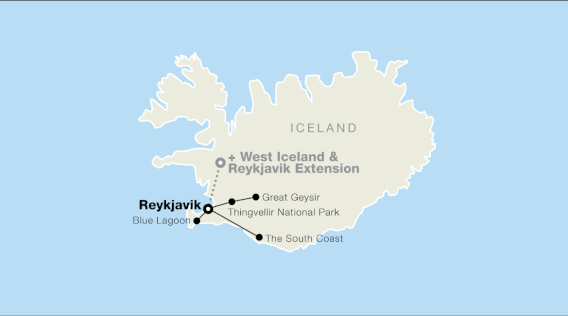 ICELAND
+ West Iceland &
Reykjavik Extension
Great Geysir
Reykjavik
Thingvellir National Park
Blue Lagoon
The South Coast